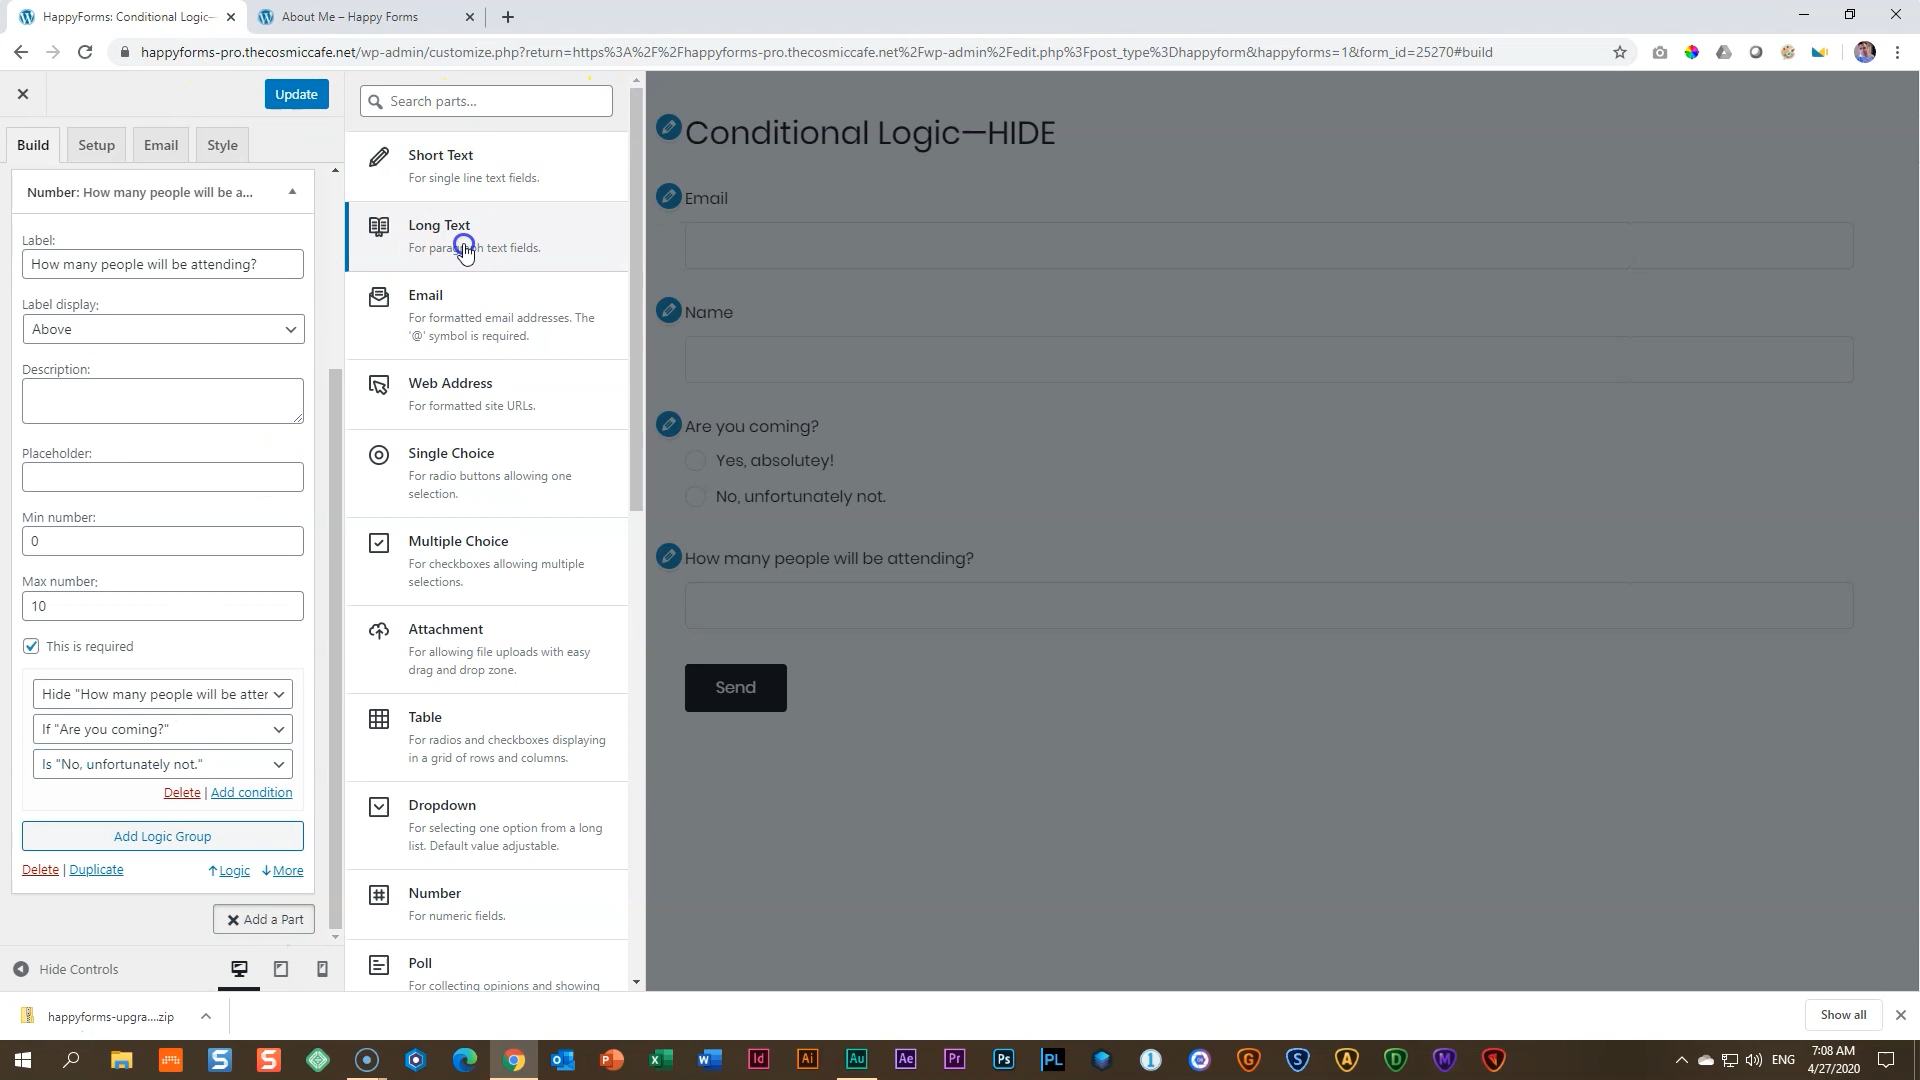 HappyForms: Conditional Logic—
About Me – Happy Forms
happyforms-pro.thecosmiccafe.net/wp-admin/customize.php?return=https%3A%2F%2Fhappyforms-pro.thecosmiccafe.net%2Fwp-admin%2Fedit.php%3Fpost_type%3Dhappyform&happyforms=1&form_id=25270#build
Update
Build
Setup
Email
Style
Number: How many people will be a...
Label:
How many people will be attending?
Label display:
Above
Description:
Placeholder:
Min number:
0
Max number:
10
This is required
Hide "How many people will be atter
If "Are you coming?"
Is "No, unfortunately not."
Delete | Add condition
Add Logic Group
Delete | Duplicate
Logic
More
Add a Part
Hide Controls
Search parts...
Short Text
For single line text fields.
Long Text
For paragraph text fields.
Email
For formatted email addresses. The
'@' symbol is required.
Web Address
For formatted site URLs.
Single Choice
For radio buttons allowing one
selection.
Multiple Choice
For checkboxes allowing multiple
selections.
Attachment
For allowing file uploads with easy
drag and drop zone.
Table
For radios and checkboxes displaying
in a grid of rows and columns.
Dropdown
For selecting one option from a long
list. Default value adjustable.
Number
For numeric fields.
Poll
For collecting opinions and showing
Conditional Logic—HIDE
Email
Name
Are you coming?
Yes, absolutey!
No, unfortunately not.
How many people will be attending?
Send
happyforms-upgra....zip
Show all
Id
Ai
Au
Ae
Pr
Ps
PL
ENG
7:08 AM
4/27/2020